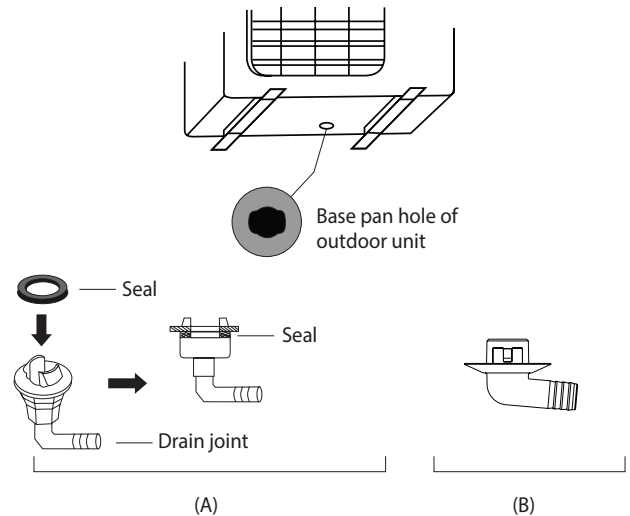 Base pan hole of
outdoor unit
Seal
Seal
Drain joint
(A)
(B)